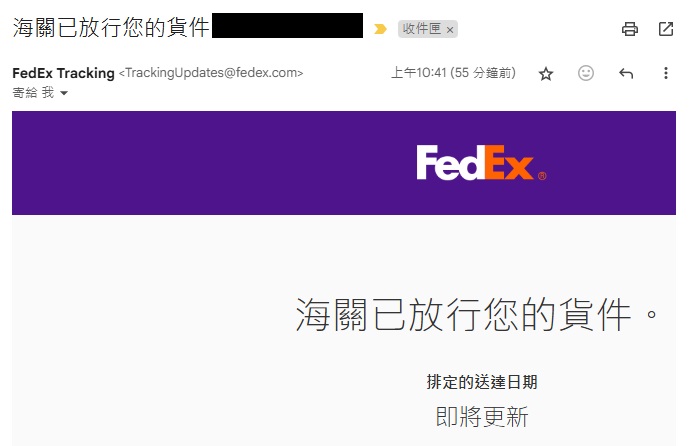 海關已放行您的貨件 收件匣 ×
FedEx Tracking <TrackingUpdates@fedex.com> 上午10:41 (55 分鐘前)
寄給 我
FedEx®
海關已放行您的貨件。
排定的送達日期
即將更新